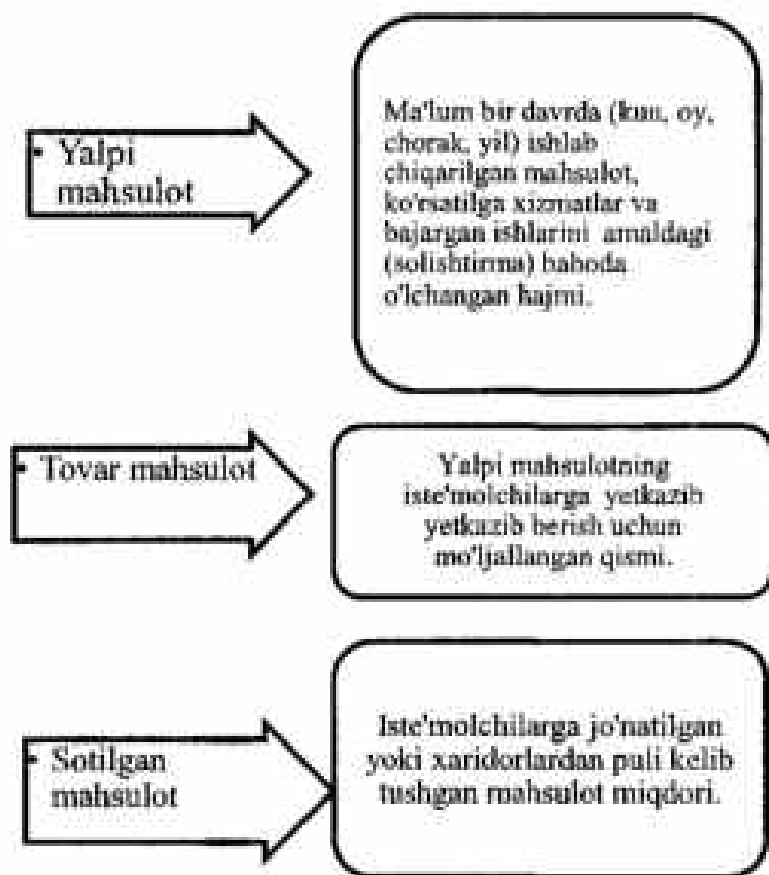 • Yalpi
mahsulot
Ma'lum bir davrda (kun, oy,
chorak, yil) ishlab
chiqarilgan mahsulot,
ko'rsatilga xizmatlar va
bajargan ishlarini amaldagi
(solishtirma) bahoda
o'lchangan hajmi.
• Tovar mahsulot
Yalpi mahsulotning
iste'molchilarga yetkazib
yetkazib berish uchun
mo'ljallangan qismi.
• Sotilgan
mahsulot
Iste'molchilarga jo'natilgan
yoki xaridorlardan puli kelib
tushgan mahsulot miqdori.